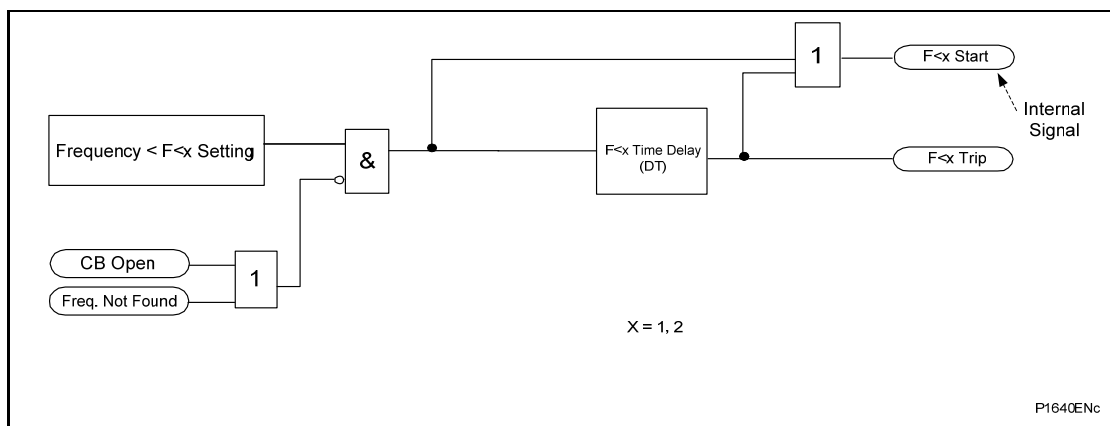 1
F<x Start
Internal
Signal
Frequency < F<x Setting
&
F<x Time Delay
(DT)
F<x Trip
CB Open
1
Freq. Not Found
X = 1, 2
P1640ENc